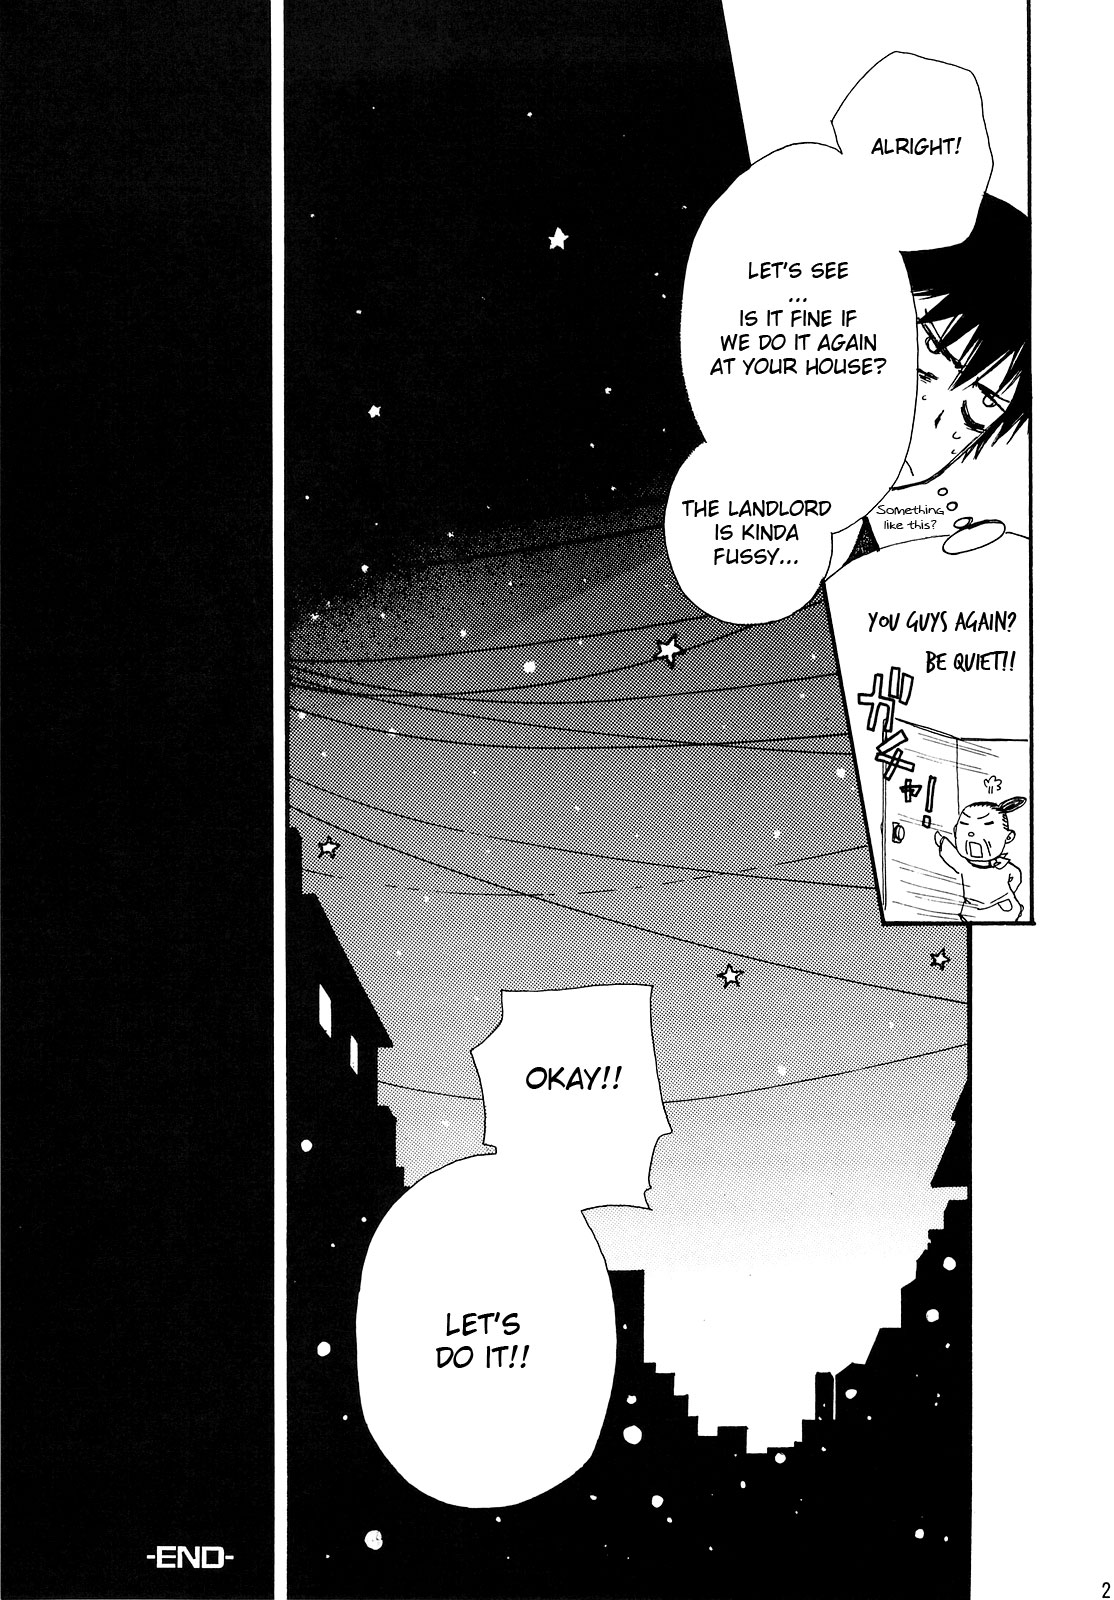 ALRIGHT!
LET'S SEE
...
IS IT FINE IF
WE DO IT AGAIN
AT YOUR HOUSE?
THE LANDLORD
IS KINDA
FUSSY...
Something
like this?
YOU GUYS AGAIN?
BE QUIET!!
ガチャ!
OKAY!!
LET'S
DO IT!!
-END-
2